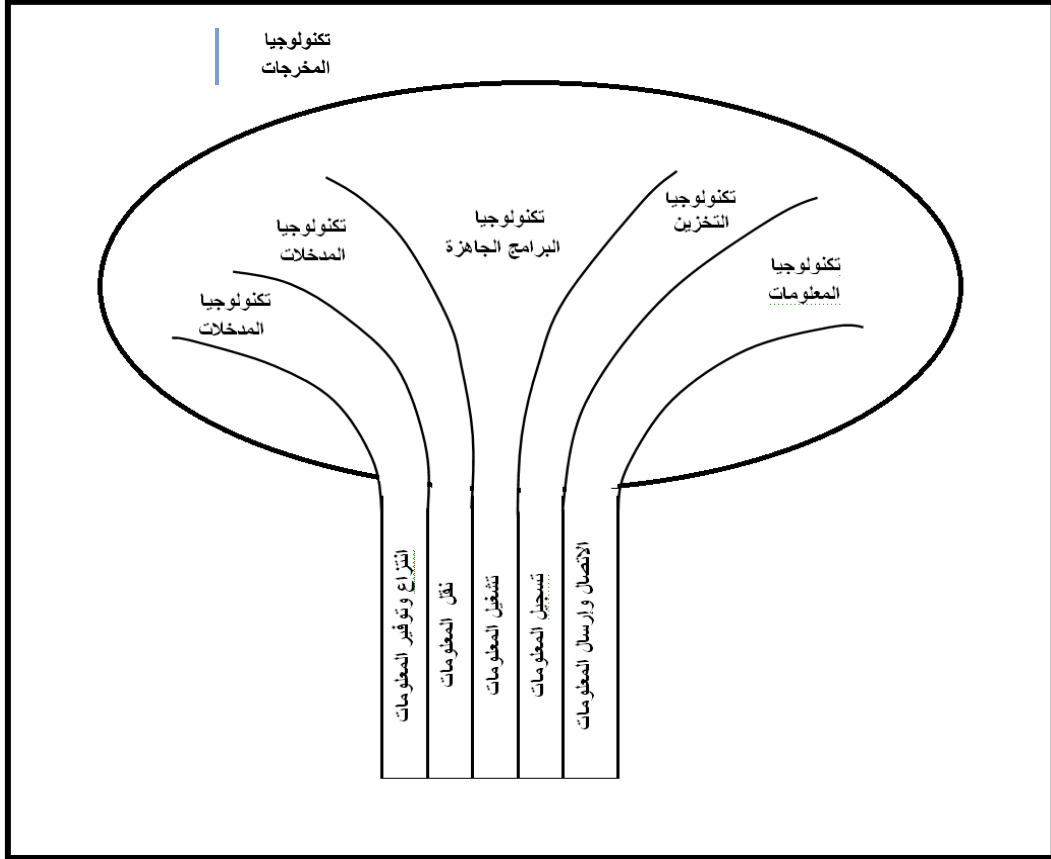 تكنولوجيا
المخرجات
تكنولوجيا
المعلومات
تكنولوجيا
التخزين
تكنولوجيا
البرامج الجاهزة
تكنولوجيا
المدخلات
تكنولوجيا
المدخلات
الاتصال وإرسال المعلومات
تسجيل المعلومات
تشغيل المعلومات
نقل المعلومات
انتزاع وتوفير المعلومات